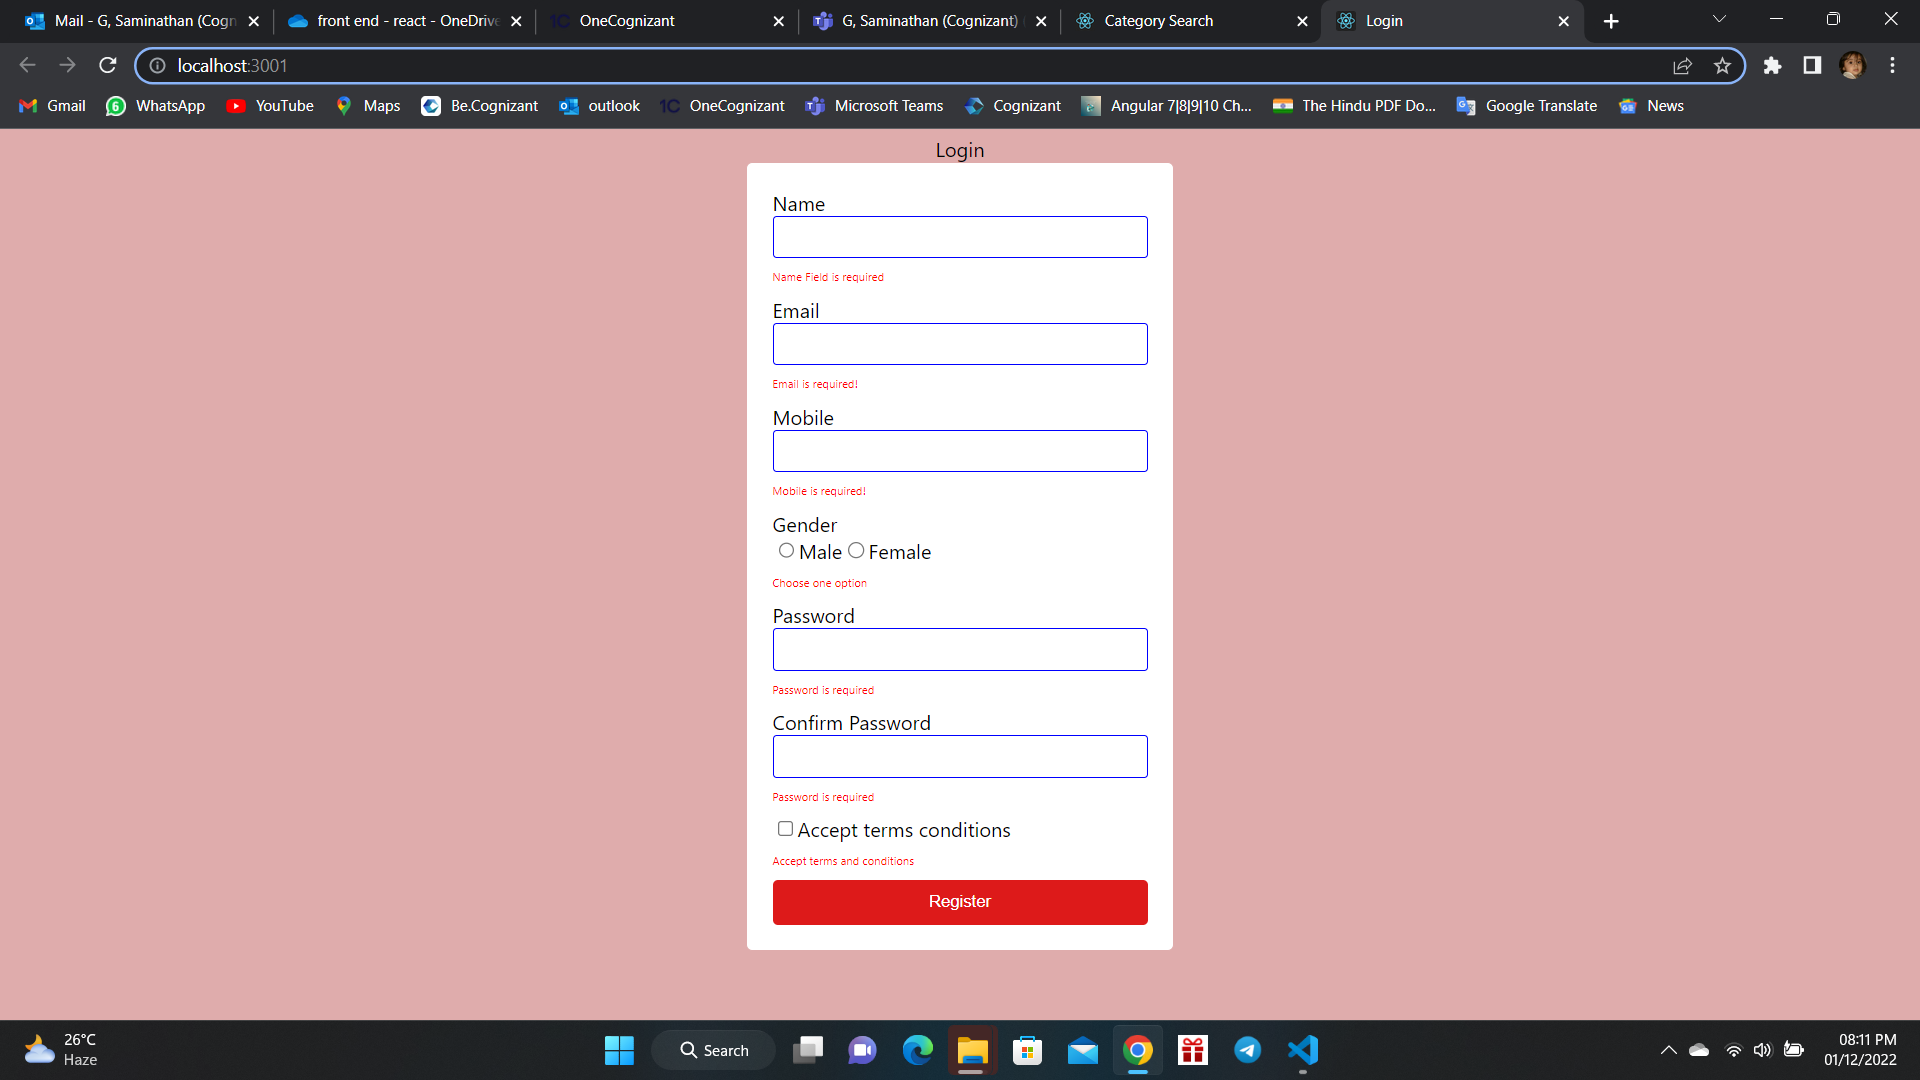 Mail - G, Saminathan (Cogn
front end - react - OneDrive
1C OneCognizant
G, Saminathan (Cognizant)
Category Search
Login
localhost:3001
Gmail
6 WhatsApp
YouTube
Maps
Be.Cognizant
outlook
1C OneCognizant
Microsoft Teams
Cognizant
Angular 7|8|9|10 Ch...
The Hindu PDF Do...
Google Translate
News
Login
Name
Name Field is required
Email
Email is required!
Mobile
Mobile is required!
Gender
Male Female
Choose one option
Password
Password is required
Confirm Password
Password is required
Accept terms conditions
Accept terms and conditions
Register
26°C
Haze
Search
08:11 PM
01/12/2022